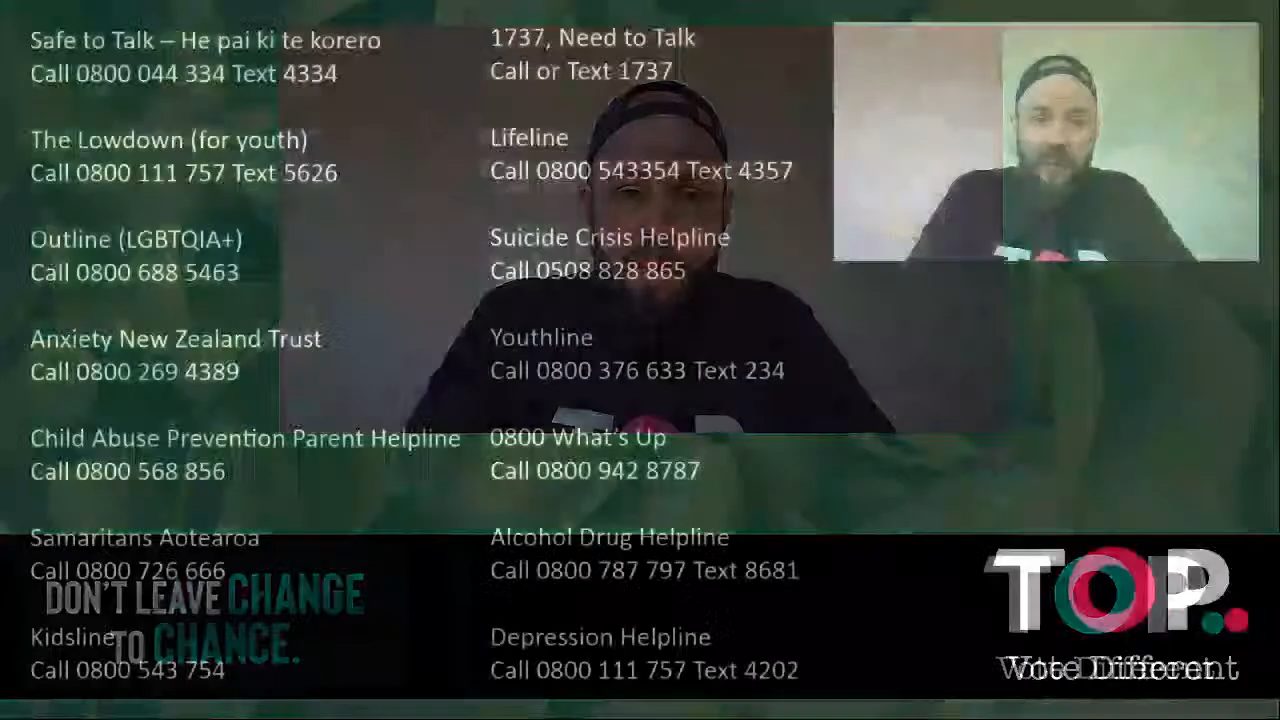 Safe to Talk – He pai ki te korero
Call 0800 044 334 Text 4334
The Lowdown (for youth)
Call 0800 111 757 Text 5626
Outline (LGBTQIA+)
Call 0800 688 5463
Anxiety New Zealand Trust
Call 0800 269 4389
Child Abuse Prevention Parent Helpline
Call 0800 568 856
Samaritans Aotearoa
Call 0800 726 666
Kidsline
Call 0800 543 754
1737, Need to Talk
Call or Text 1737
Lifeline
Call 0800 543354 Text 4357
Suicide Crisis Helpline
Call 0508 828 865
Youthline
Call 0800 376 633 Text 234
0800 What's Up
Call 0800 942 8787
Alcohol Drug Helpline
Call 0800 787 797 Text 8681
Depression Helpline
Call 0800 111 757 Text 4202
DON'T LEAVE CHANGE
TO CHANCE.
TOP.
Vote Different